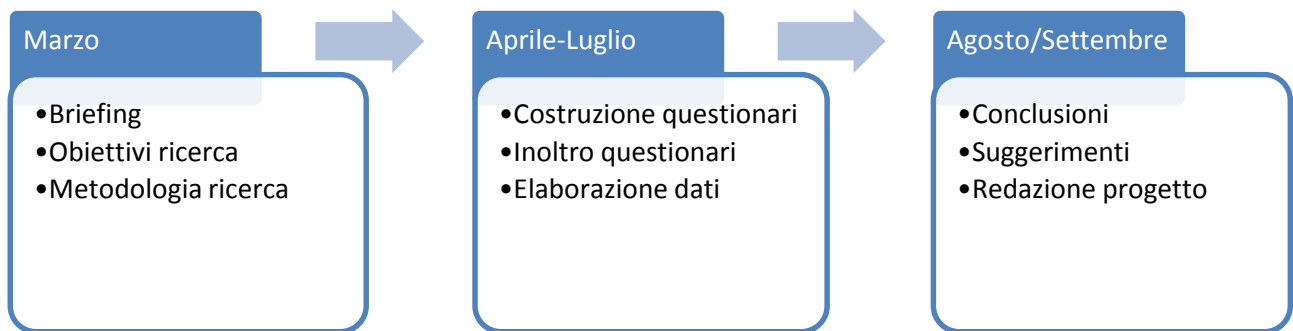 Marzo
•Briefing
•Obiettivi ricerca
•Metodologia ricerca
Aprile-Luglio
•Costruzione questionari
•Inoltro questionari
•Elaborazione dati
Agosto/Settembre
•Conclusioni
•Suggerimenti
•Redazione progetto